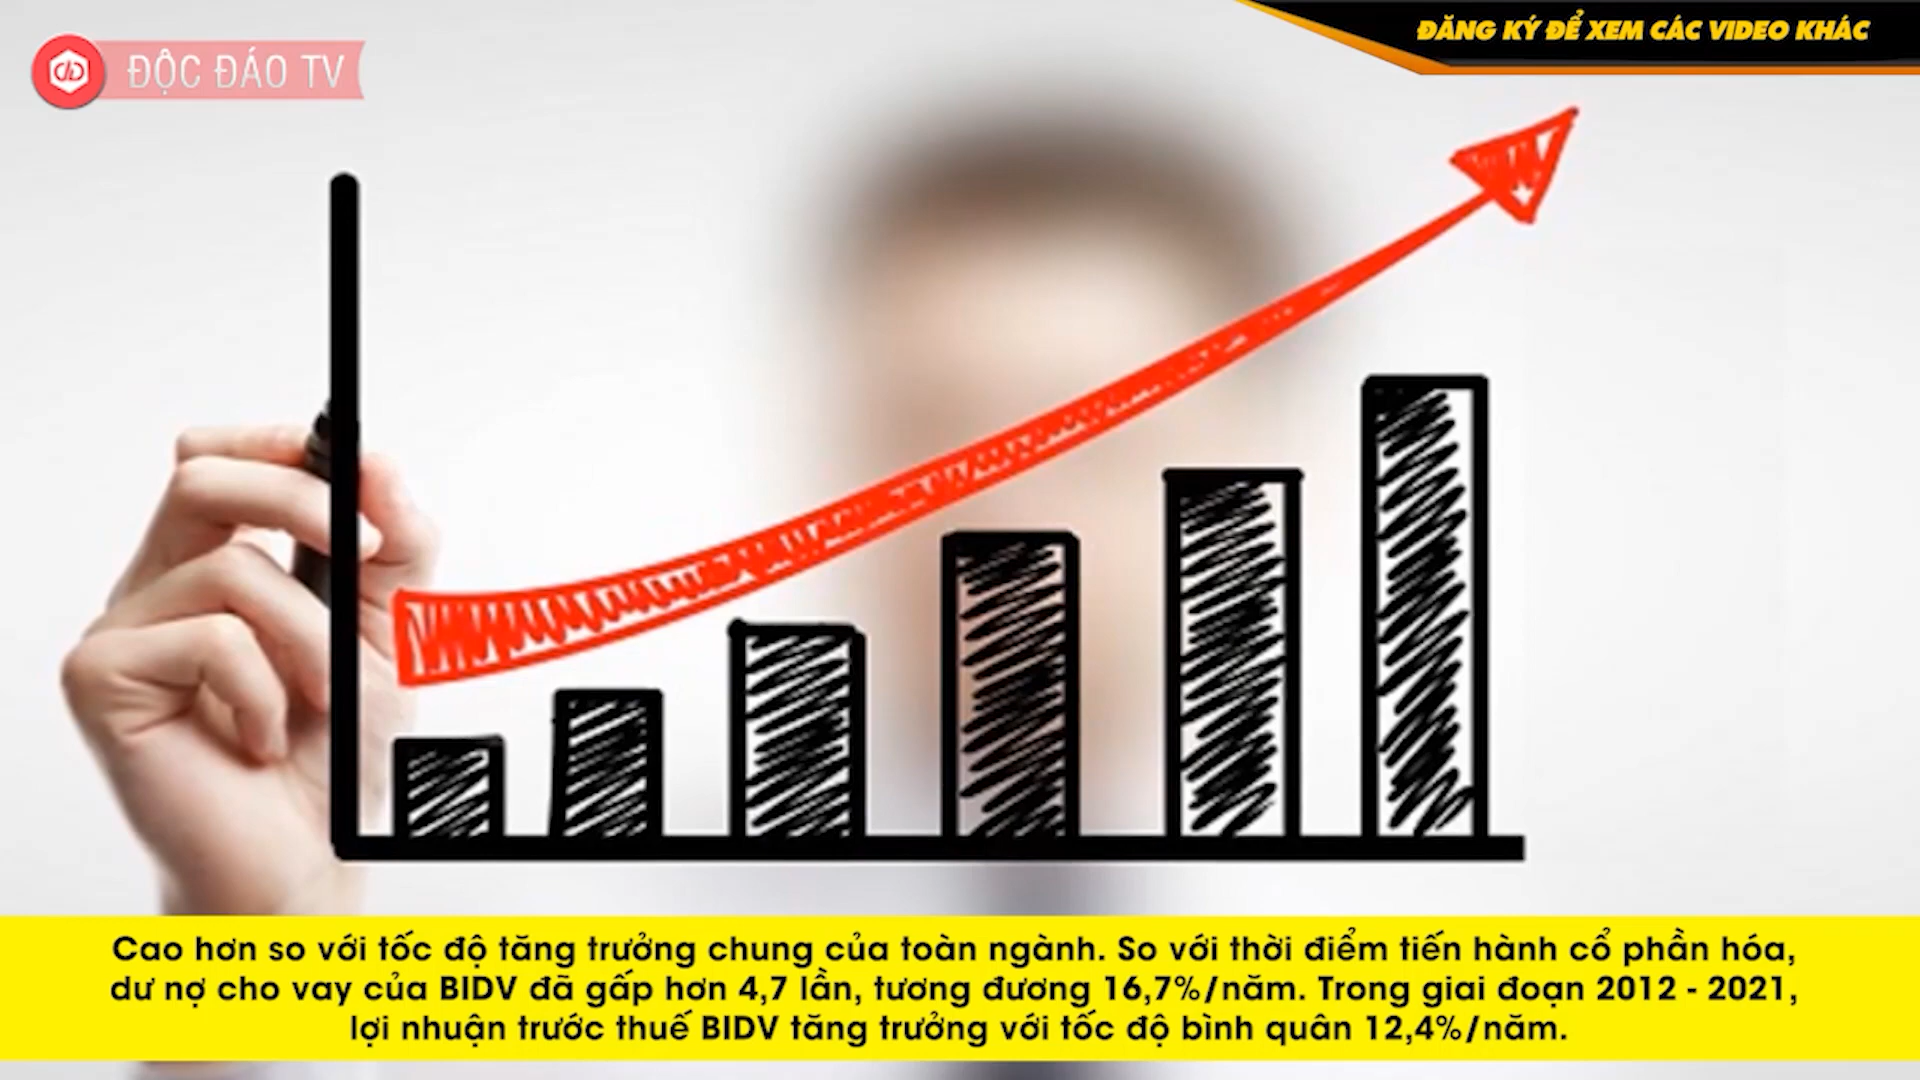 ĐỘC ĐÁO TV
ĐĂNG KÝ ĐỂ XEM CÁC VIDEO KHÁC
Cao hơn so với tốc độ tăng trưởng chung của toàn ngành. So với thời điểm tiến hành cổ phần hóa,
dư nợ cho vay của BIDV đã gấp hơn 4,7 lần, tương đương 16,7%/năm. Trong giai đoạn 2012 - 2021,
lợi nhuận trước thuế BIDV tăng trưởng với tốc độ bình quân 12,4%/năm.